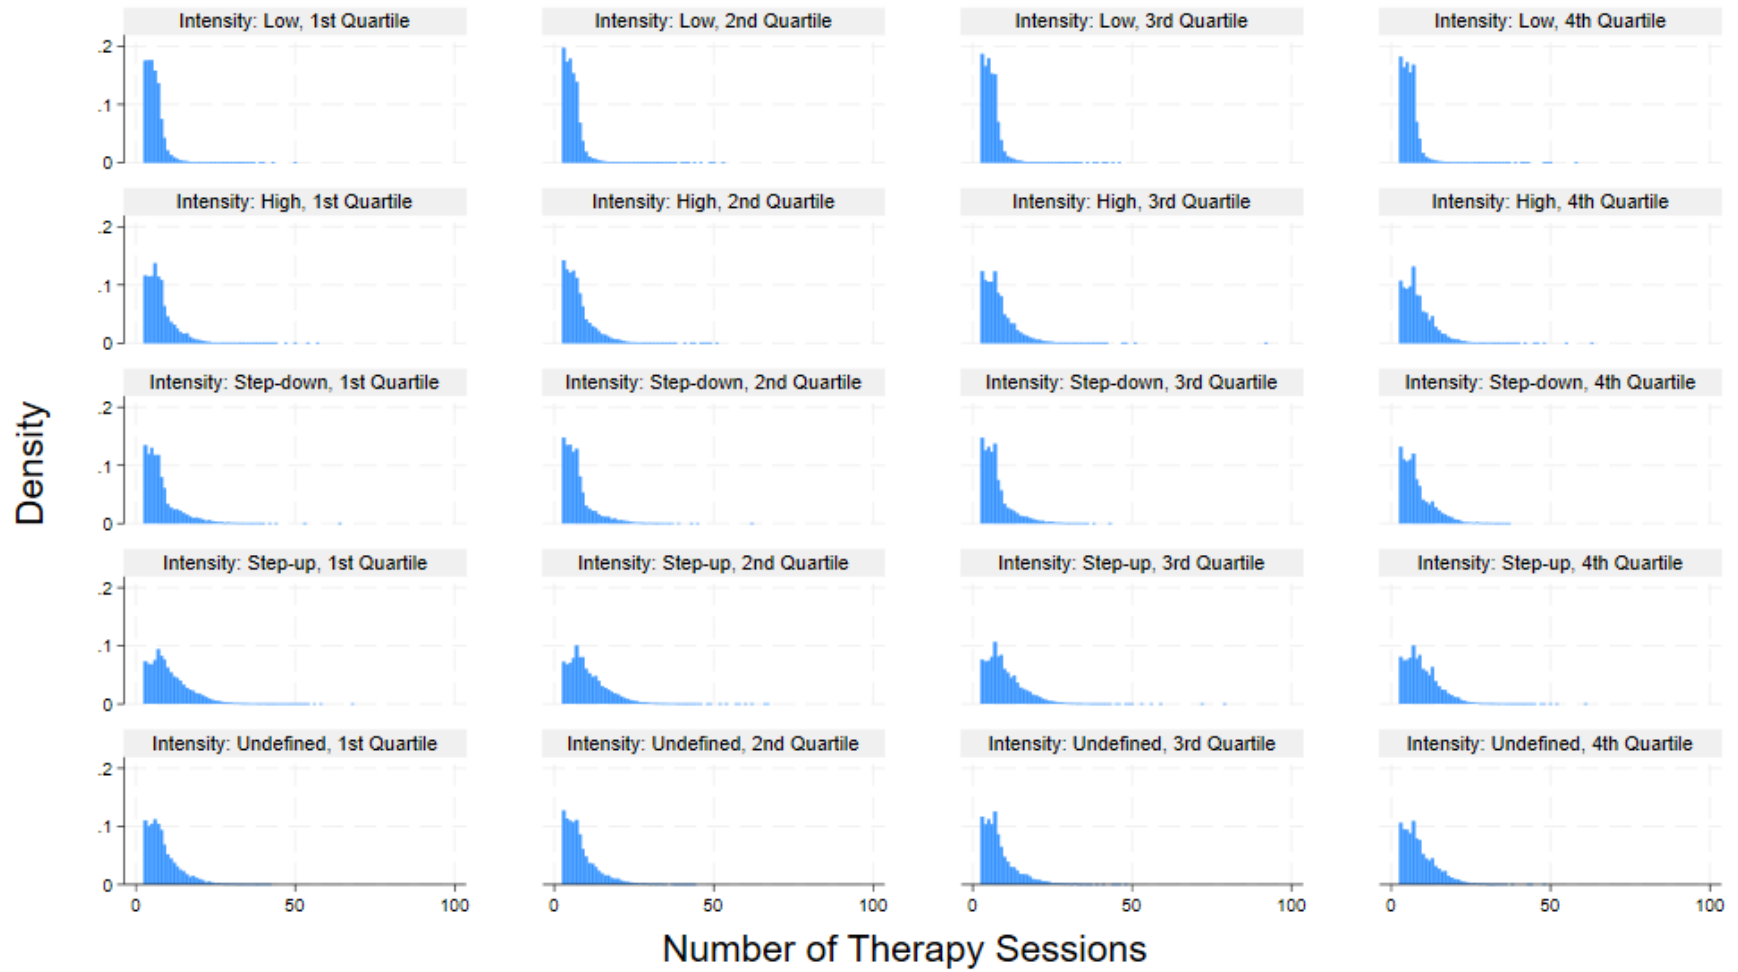 Intensity: Low, 1st Quartile
Intensity: Low, 2nd Quartile
Intensity: Low, 3rd Quartile
Intensity: Low, 4th Quartile
.2
.1
0
Intensity: High, 1st Quartile
Intensity: High, 2nd Quartile
Intensity: High, 3rd Quartile
Intensity: High, 4th Quartile
.2
.1
0
Intensity: Step-down, 1st Quartile
Intensity: Step-down, 2nd Quartile
Intensity: Step-down, 3rd Quartile
Intensity: Step-down, 4th Quartile
.2
.1
0
Density
Intensity: Step-up, 1st Quartile
Intensity: Step-up, 2nd Quartile
Intensity: Step-up, 3rd Quartile
Intensity: Step-up, 4th Quartile
.2
.1
0
Intensity: Undefined, 1st Quartile
Intensity: Undefined, 2nd Quartile
Intensity: Undefined, 3rd Quartile
Intensity: Undefined, 4th Quartile
.2
.1
0
0 50 100
0 50 100
0 50 100
0 50 100
Number of Therapy Sessions